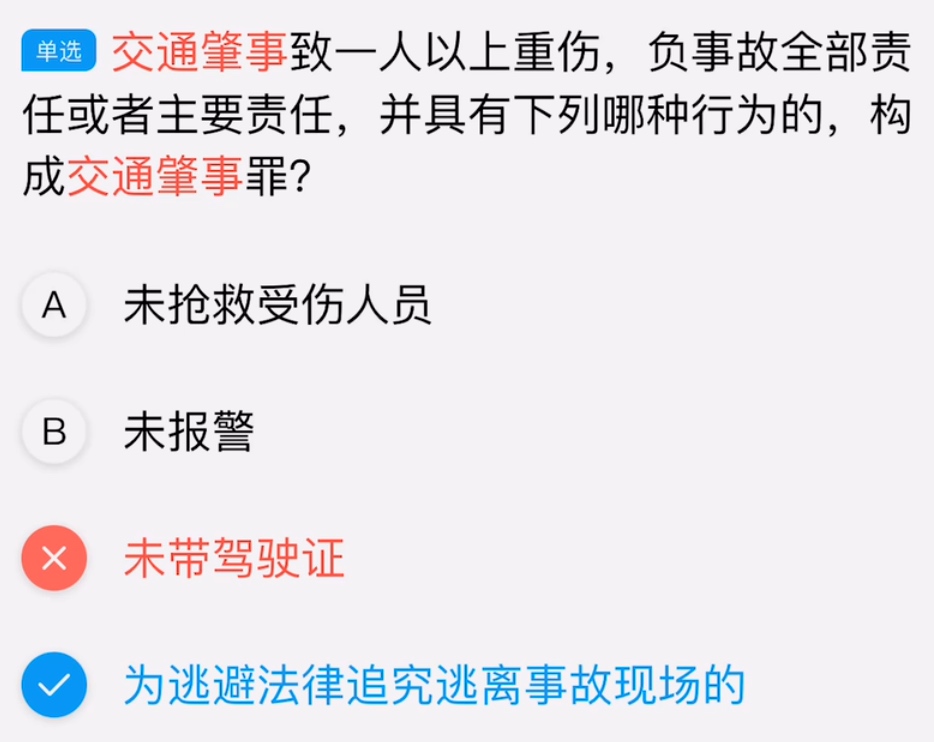 单选 交通肇事致一人以上重伤，负事故全部责
任或者主要责任，并具有下列哪种行为的，构
成交通肇事罪？
A 未抢救受伤人员
B 未报警
未带驾驶证
为逃避法律追究逃离事故现场的